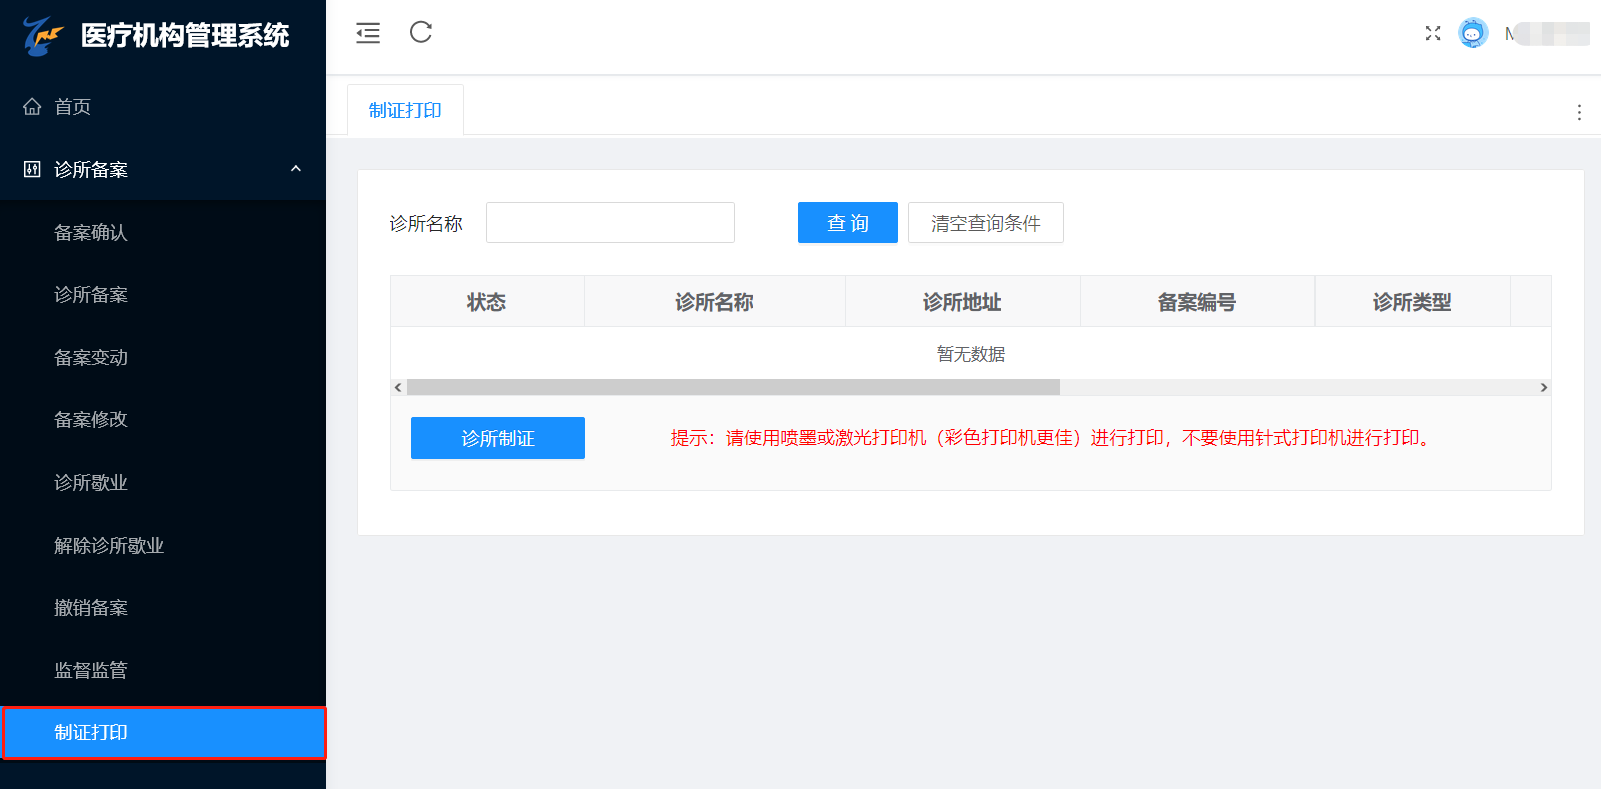 医疗机构管理系统
首页
诊所备案
备案确认
诊所备案
备案变动
备案修改
诊所歇业
解除诊所歇业
撤销备案
监督监管
制证打印
制证打印
诊所名称
查 询
清空查询条件
状态 诊所名称 诊所地址 备案编号 诊所类型
暂无数据
诊所制证
提示：请使用喷墨或激光打印机（彩色打印机更佳）进行打印，不要使用针式打印机进行打印。